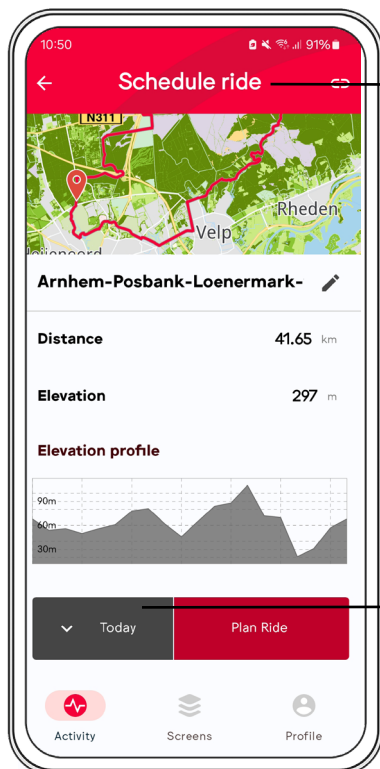 10:50 91%
Schedule ride
N311
Rheden
Velp
Arnhem-Posbank-Loenermark-
Distance 41.65 km
Elevation 297 m
Elevation profile
90m
60m
30m
Today Plan Ride
Activity Screens Profile